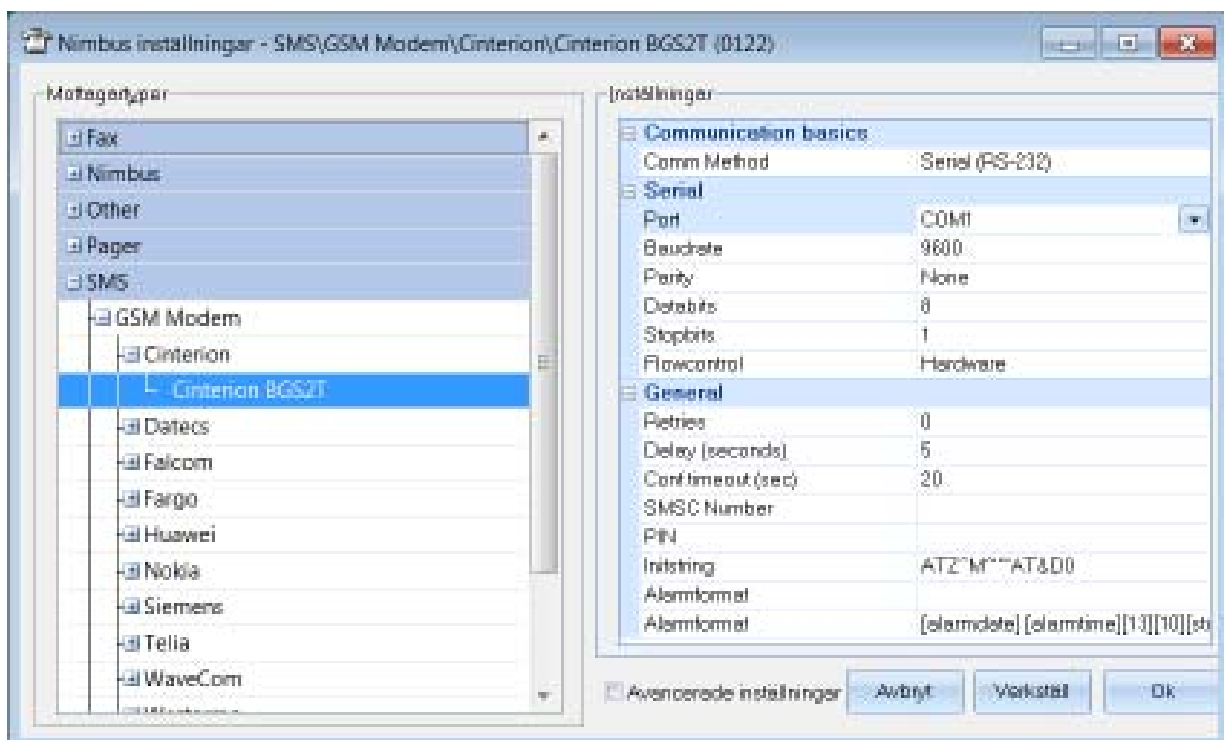 Nimbus inställningar - SMS\GSM Modem\Cinterion\Cinterion BGS2T (0122)
Mottagartyper
Fax
Nimbus
Other
Pager
SMS
GSM Modem
Cinterion
Cinterion BGS2T
Datecs
Falcom
Fargo
Huawei
Nokia
Siemens
Telia
WaveCom
Inställningar
Communication basics
Comm Method Serial (RS-232)
Serial
Port COM1
Baudrate 9600
Parity None
Databits 8
Stopbits 1
Flowcontrol Hardware
General
Retries 0
Delay (seconds) 5
Conf.timeout (sec) 20
SMSC Number
PIN
Initstring
Alarmformat
Alarmformat [alarmdate] [alarmtime][13][10][sta
Avancerade inställningar
Avbryt
Verkställ
Ok